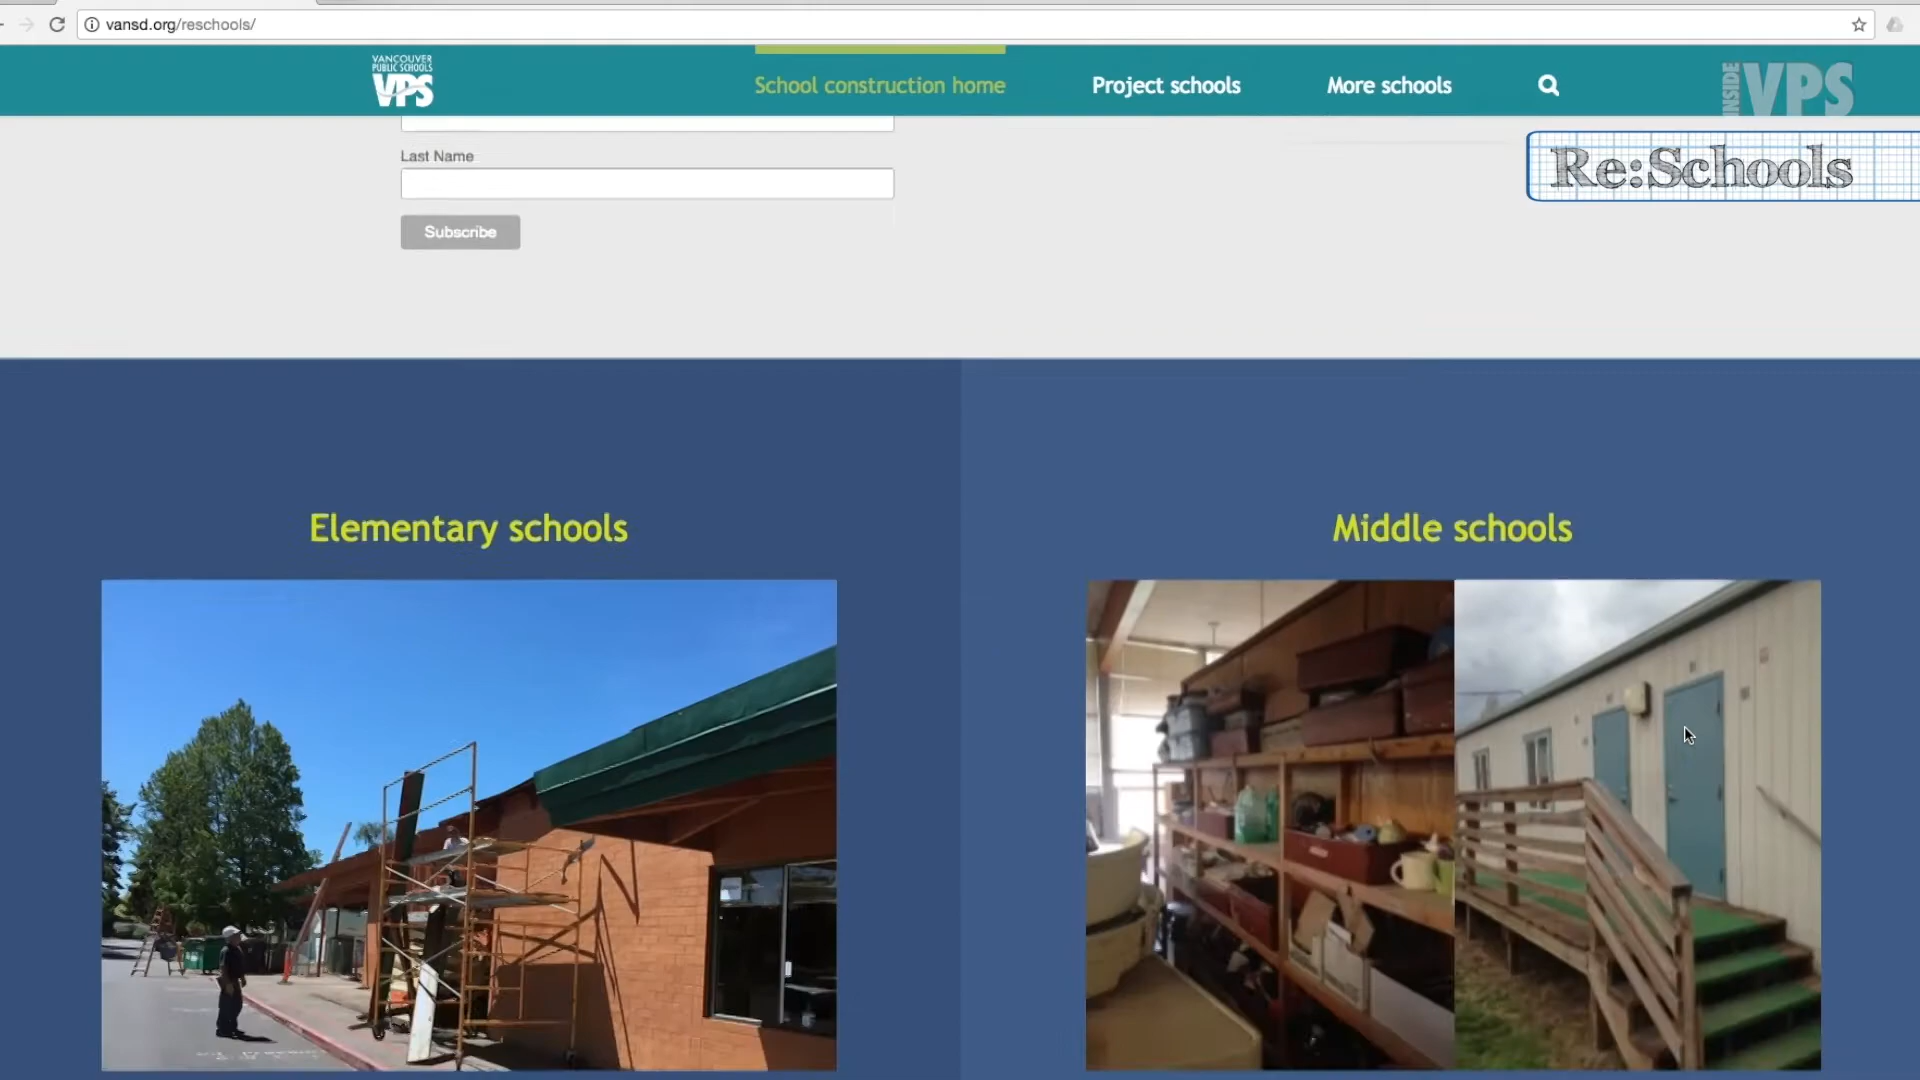 vansd.org/reschools/
VANCOUVER
PUBLIC SCHOOLS
VPS
School construction home
Project schools
More schools
INSIDE VPS
Re:Schools
Last Name
Subscribe
Elementary schools
Middle schools